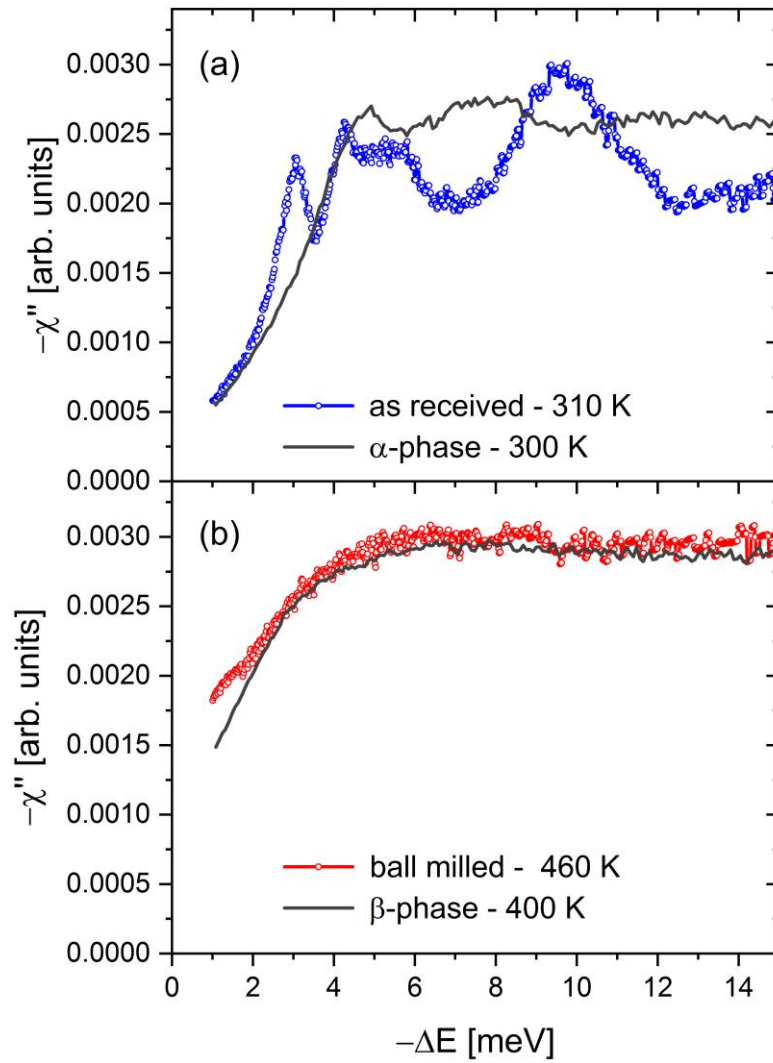 (a)
0.0030
0.0025
0.0020
0.0015
0.0010
0.0005
0.0000
−χ" [arb. units]
as received - 310 K
α-phase - 300 K
(b)
0.0030
0.0025
0.0020
0.0015
0.0010
0.0005
0.0000
−χ" [arb. units]
ball milled -  460 K
β-phase - 400 K
0 2 4 6 8 10 12 14
−ΔE [meV]